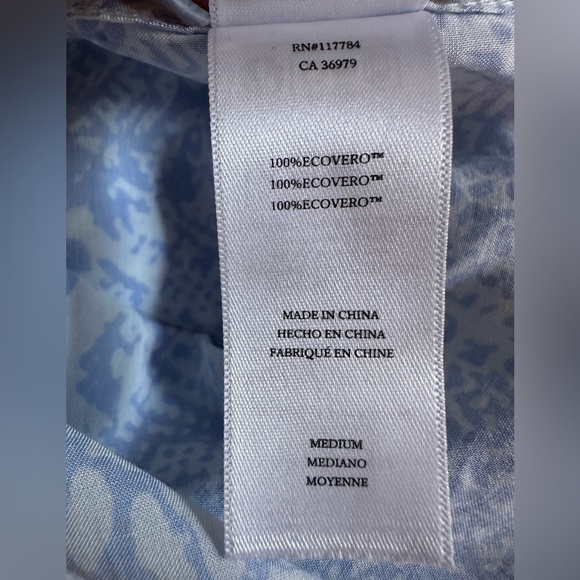 RN#117784
CA 36979
100%ECOVERO™
100%ECOVERO™
100%ECOVERO™
MADE IN CHINA
HECHO EN CHINA
FABRIQUÉ EN CHINE
MEDIUM
MEDIANO
MOYENNE